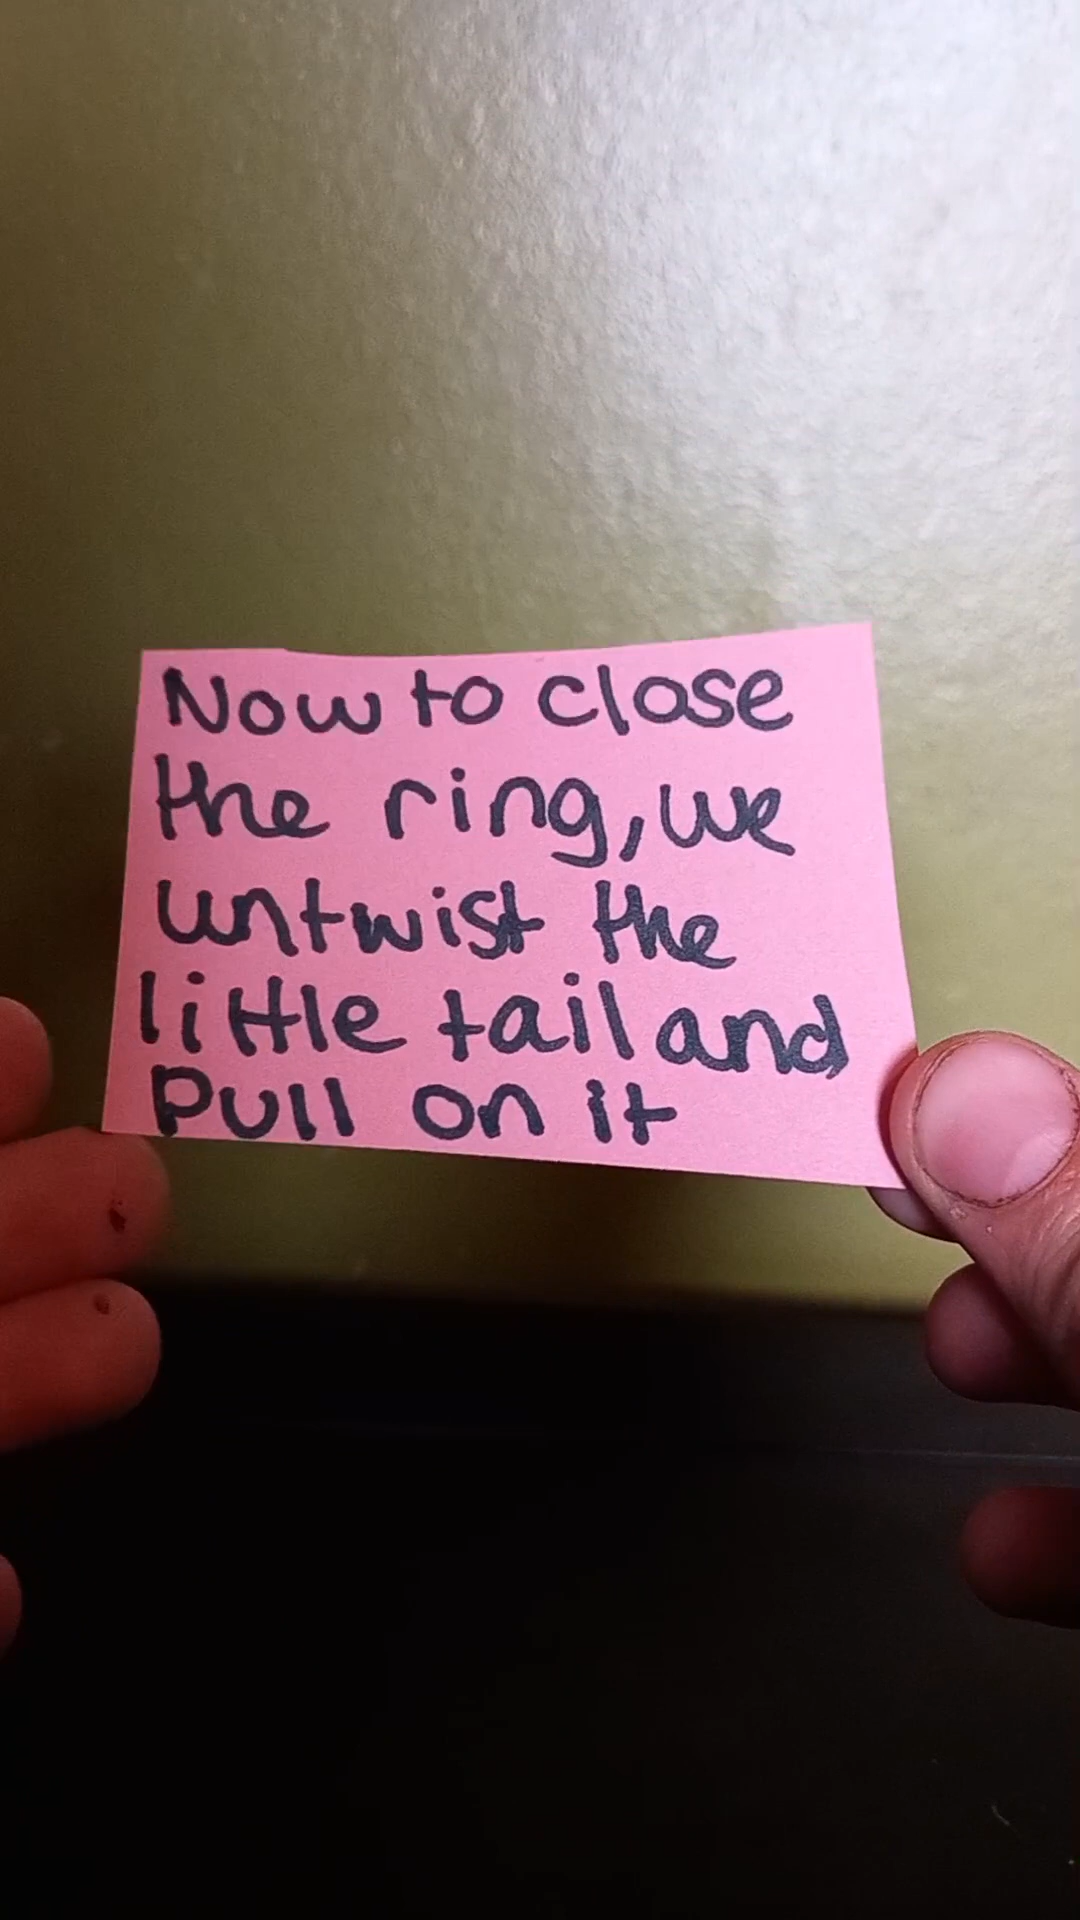 Now to close
the ring, we
untwist the
little tail and
Pull on it